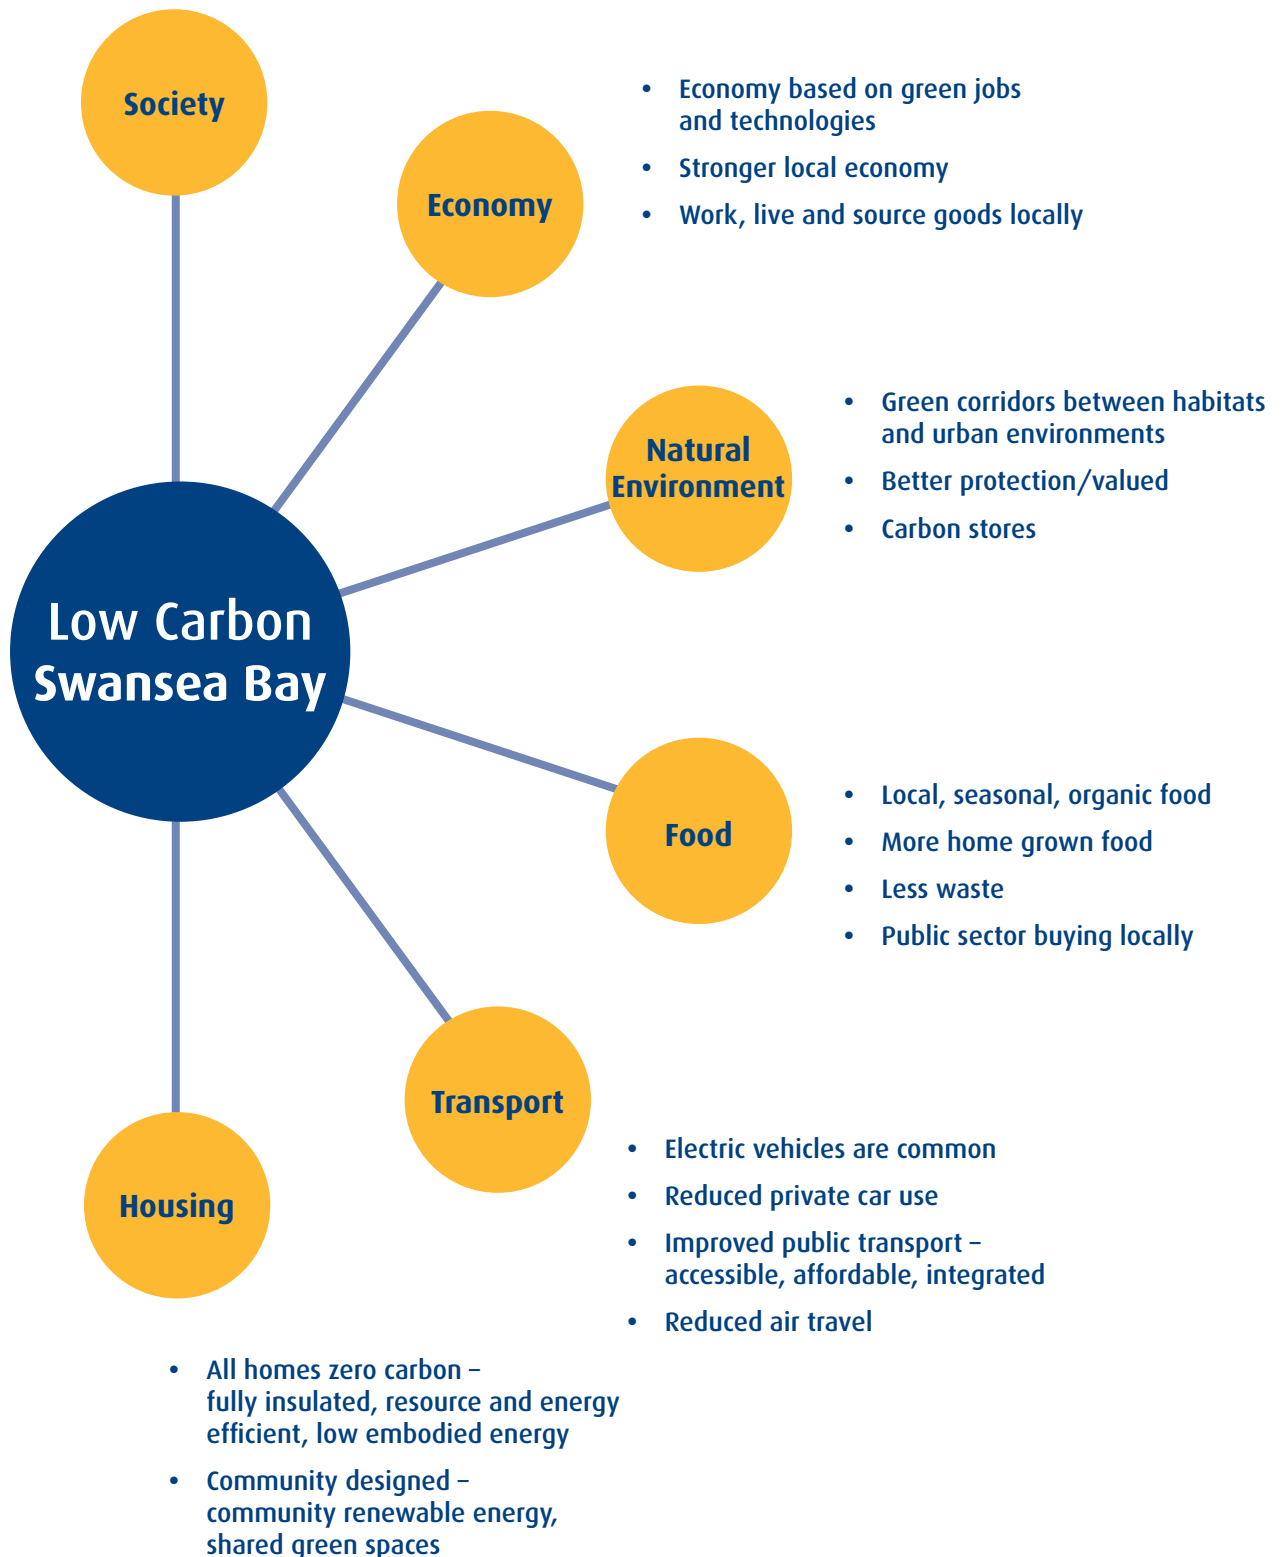 Society
Economy
• Economy based on green jobs
and technologies
• Stronger local economy
• Work, live and source goods locally
Natural
Environment
• Green corridors between habitats
and urban environments
• Better protection/valued
• Carbon stores
Low Carbon
Swansea Bay
Food
• Local, seasonal, organic food
• More home grown food
• Less waste
• Public sector buying locally
Transport
• Electric vehicles are common
• Reduced private car use
• Improved public transport –
accessible, affordable, integrated
• Reduced air travel
Housing
• All homes zero carbon –
fully insulated, resource and energy
efficient, low embodied energy
• Community designed –
community renewable energy,
shared green spaces